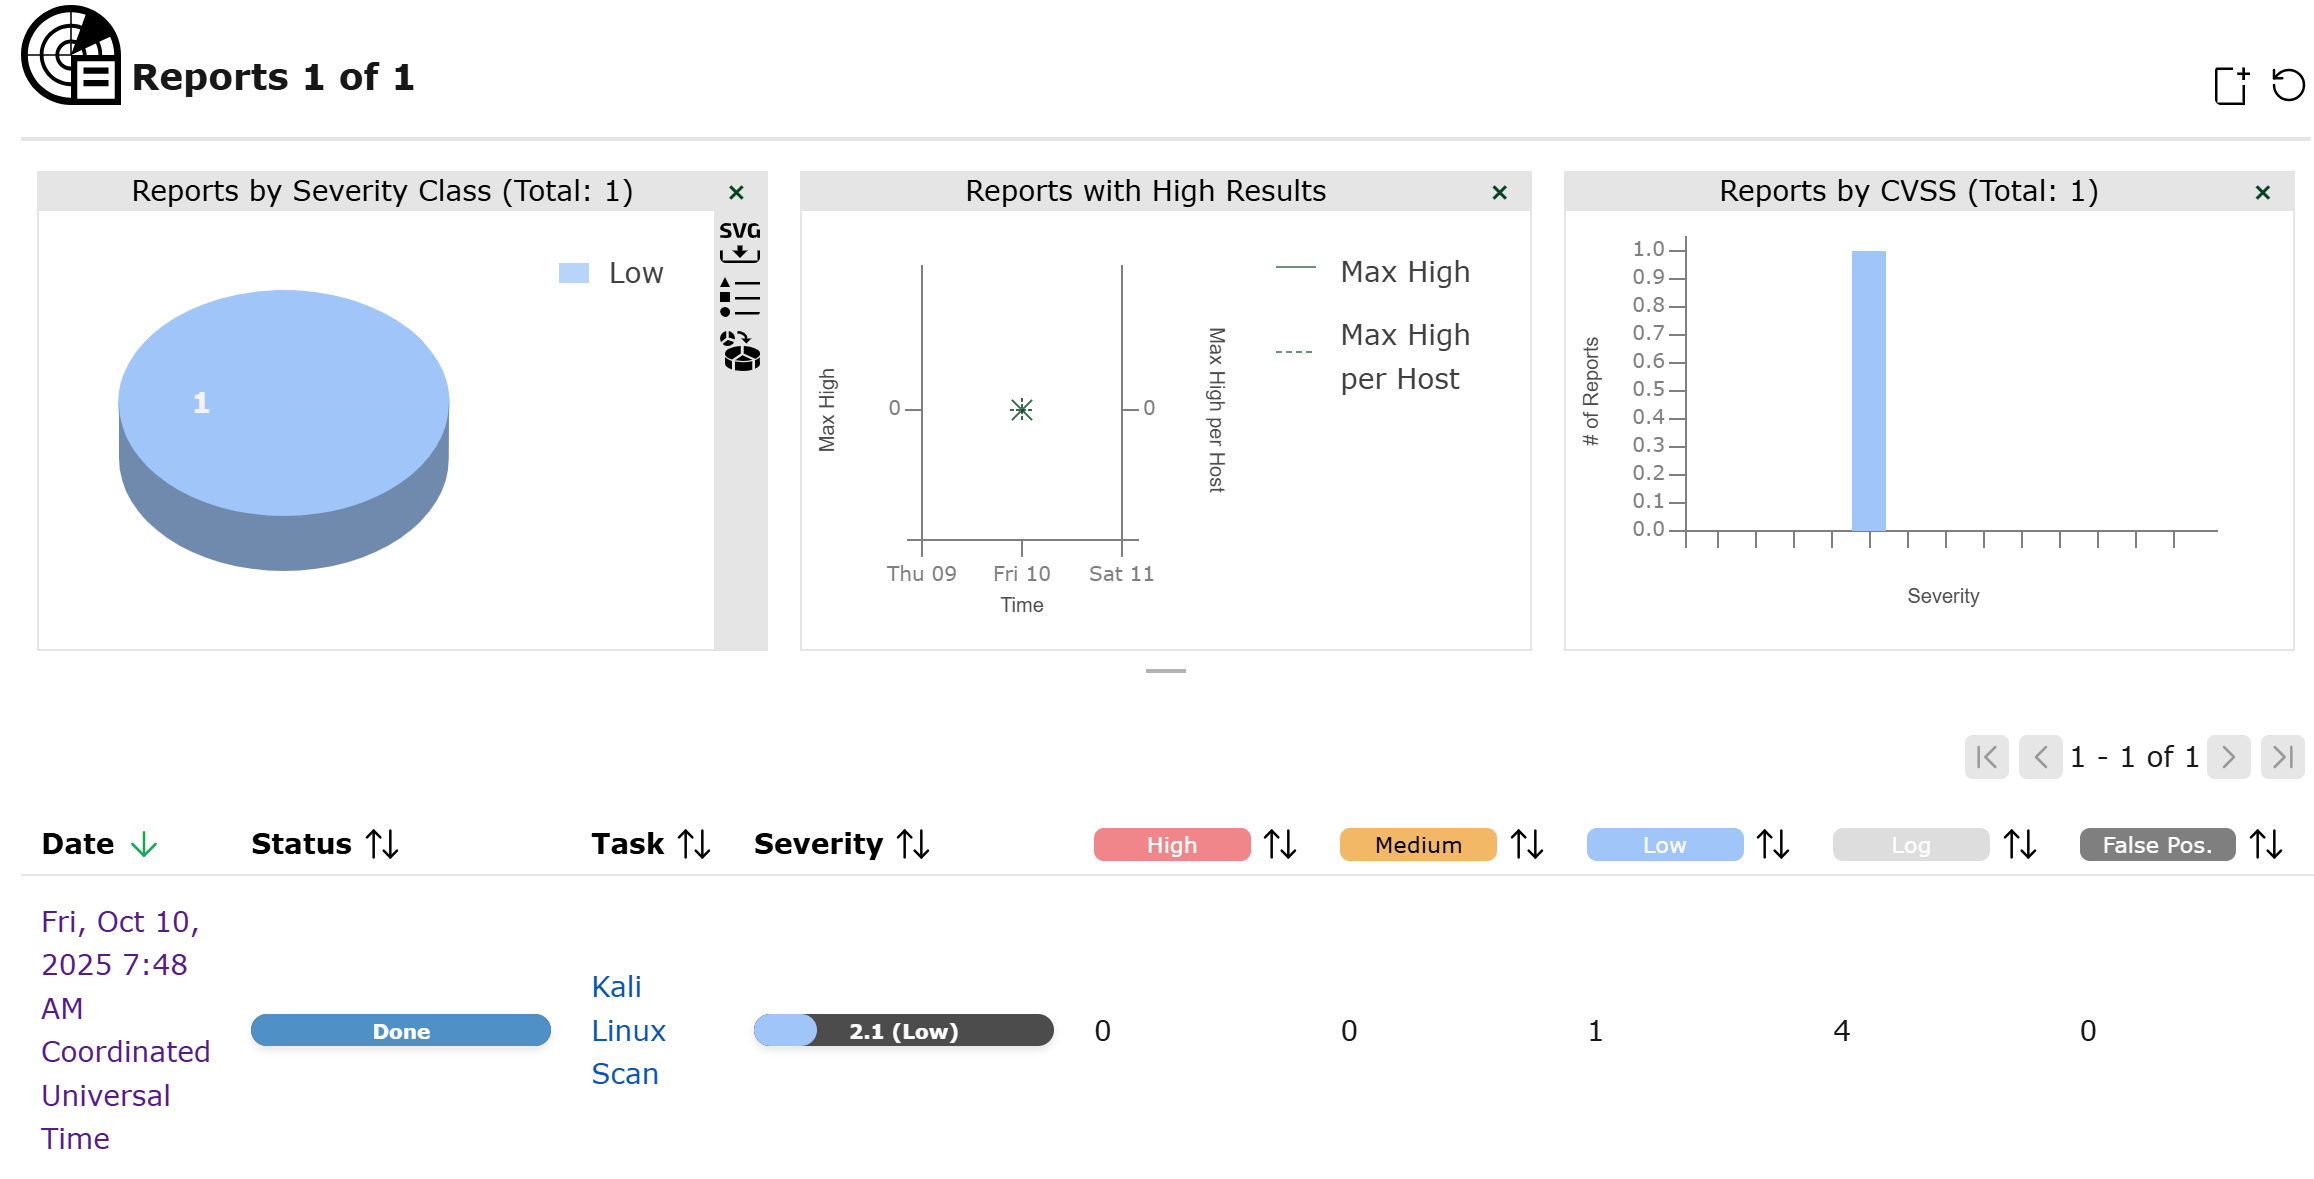 Reports 1 of 1
Reports by Severity Class (Total: 1)
×
SVG
Low
1
Reports with High Results
×
Max High
Max High
per Host
Max High
0
0
Max High per Host
Thu 09
Fri 10
Sat 11
Time
Reports by CVSS (Total: 1)
×
1.0
0.9
0.8
0.7
0.6
0.5
0.4
0.3
0.2
0.1
0.0
# of Reports
Severity
1 - 1 of 1
Date
Status
Task
Severity
High
Medium
Low
Log
False Pos.
Fri, Oct 10,
2025 7:48
AM
Coordinated
Universal
Time
Done
Kali
Linux
Scan
2.1 (Low)
0
0
1
4
0